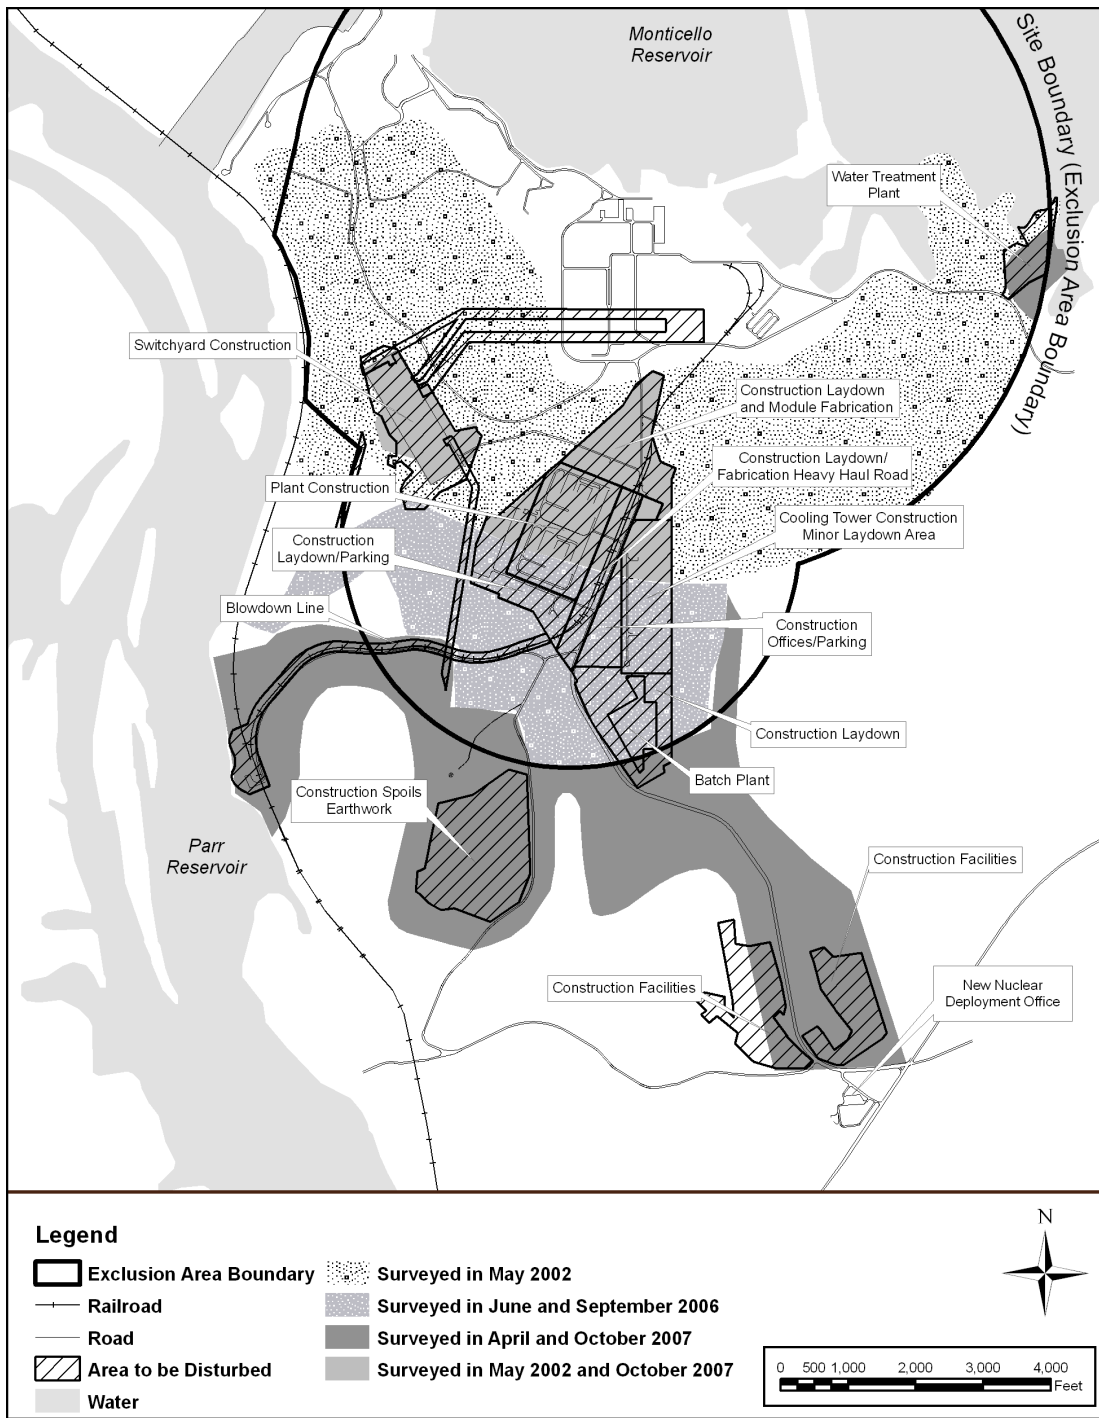 Monticello
Reservoir
Site Boundary (Exclusion Area Boundary)
Water Treatment
Plant
Switchyard Construction
Construction Laydown
and Module Fabrication
Construction Laydown/
Fabrication Heavy Haul Road
Plant Construction
Cooling Tower Construction
Minor Laydown Area
Construction
Laydown/Parking
Blowdown Line
Construction
Offices/Parking
Construction Laydown
Batch Plant
Construction Spoils
Earthwork
Parr
Reservoir
Construction Facilities
Construction Facilities
New Nuclear
Deployment Office
Legend
Exclusion Area Boundary
Railroad
Road
Area to be Disturbed
Water
Surveyed in May 2002
Surveyed in June and September 2006
Surveyed in April and October 2007
Surveyed in May 2002 and October 2007
N
0 500 1,000 2,000 3,000 4,000
Feet